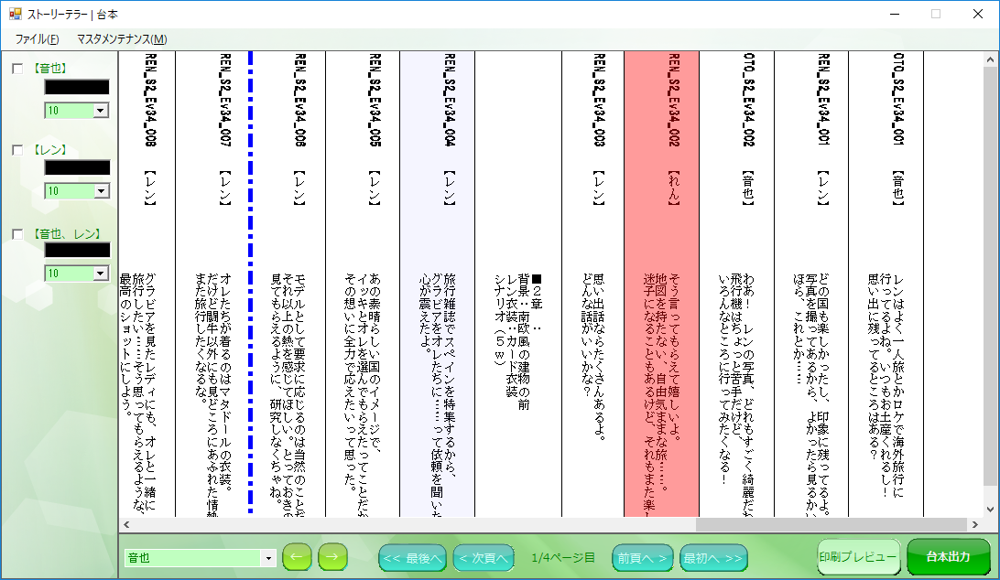 ストーリーテラー | 台本
ファイル(F) マスタメンテナンス(M)
【音也】
10
【レン】
10
【音也、レン】
10
OTO_S2_Ev34_001 【音也】
レンはよく一人旅とかロケで海外旅行に
行ってるよね。いつもお土産くれるし！
思い出に残ってるところはある？
REN_S2_Ev34_001 【レン】
どの国も楽しかったし、印象に残ってるよ。
写真を撮ってあるから、よかったら見るかい
ほら、これとか……
OTO_S2_Ev34_002 【音也】
わあ！ レンの写真、どれもすごく綺麗だね
飛行機はちょっと苦手だけど、
いろんなところに行ってみたくなる！
REN_S2_Ev34_002 【れん】
そう言ってもらえて嬉しいよ。
地図を持たない、自由気ままな旅……。
迷子になることもあるけど、それもまた楽し
REN_S2_Ev34_003 【レン】
思い出話ならたくさんあるよ。
どんな話がいいかな？
■２章 ：
背景：南欧風の建物の前
レン衣装：カード衣装
シナリオ（５ｗ）
REN_S2_Ev34_004 【レン】
旅行雑誌でスペインを特集するから、
グラビアをオレたちに……って依頼を聞いた
心が震えたよ。
REN_S2_Ev34_005 【レン】
あの素晴らしい国のイメージで、
イッキとオレを選んでもらえたってことだか
その想いに全力で応えたいって思った。
REN_S2_Ev34_006 【レン】
モデルとして要求に応じるのは当然のことだ
それ以上の熱を感じてほしい。とっておきの
見てもらえるように、研究しなくちゃね。
REN_S2_Ev34_007 【レン】
オレたちが着るのはマタドールの衣装。
だけど闘牛以外にも見どころにあふれた情熱
また旅行したくなるな。
REN_S2_Ev34_008 【レン】
グラビアを見たレディにも、オレと一緒に
旅行したい……そう思ってもらえるような、
最高のショットにしよう。
音也 ← → << 最後へ < 次頁へ 1/4ページ目 前頁へ > 最初へ >> 印刷プレビュー 台本出力